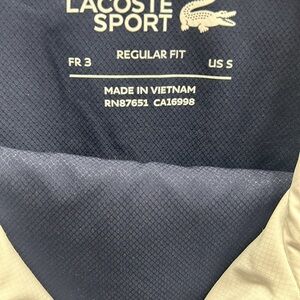 LACOSTE
SPORT
REGULAR FIT
FR 3 US S
MADE IN VIETNAM
RN87651 CA16998